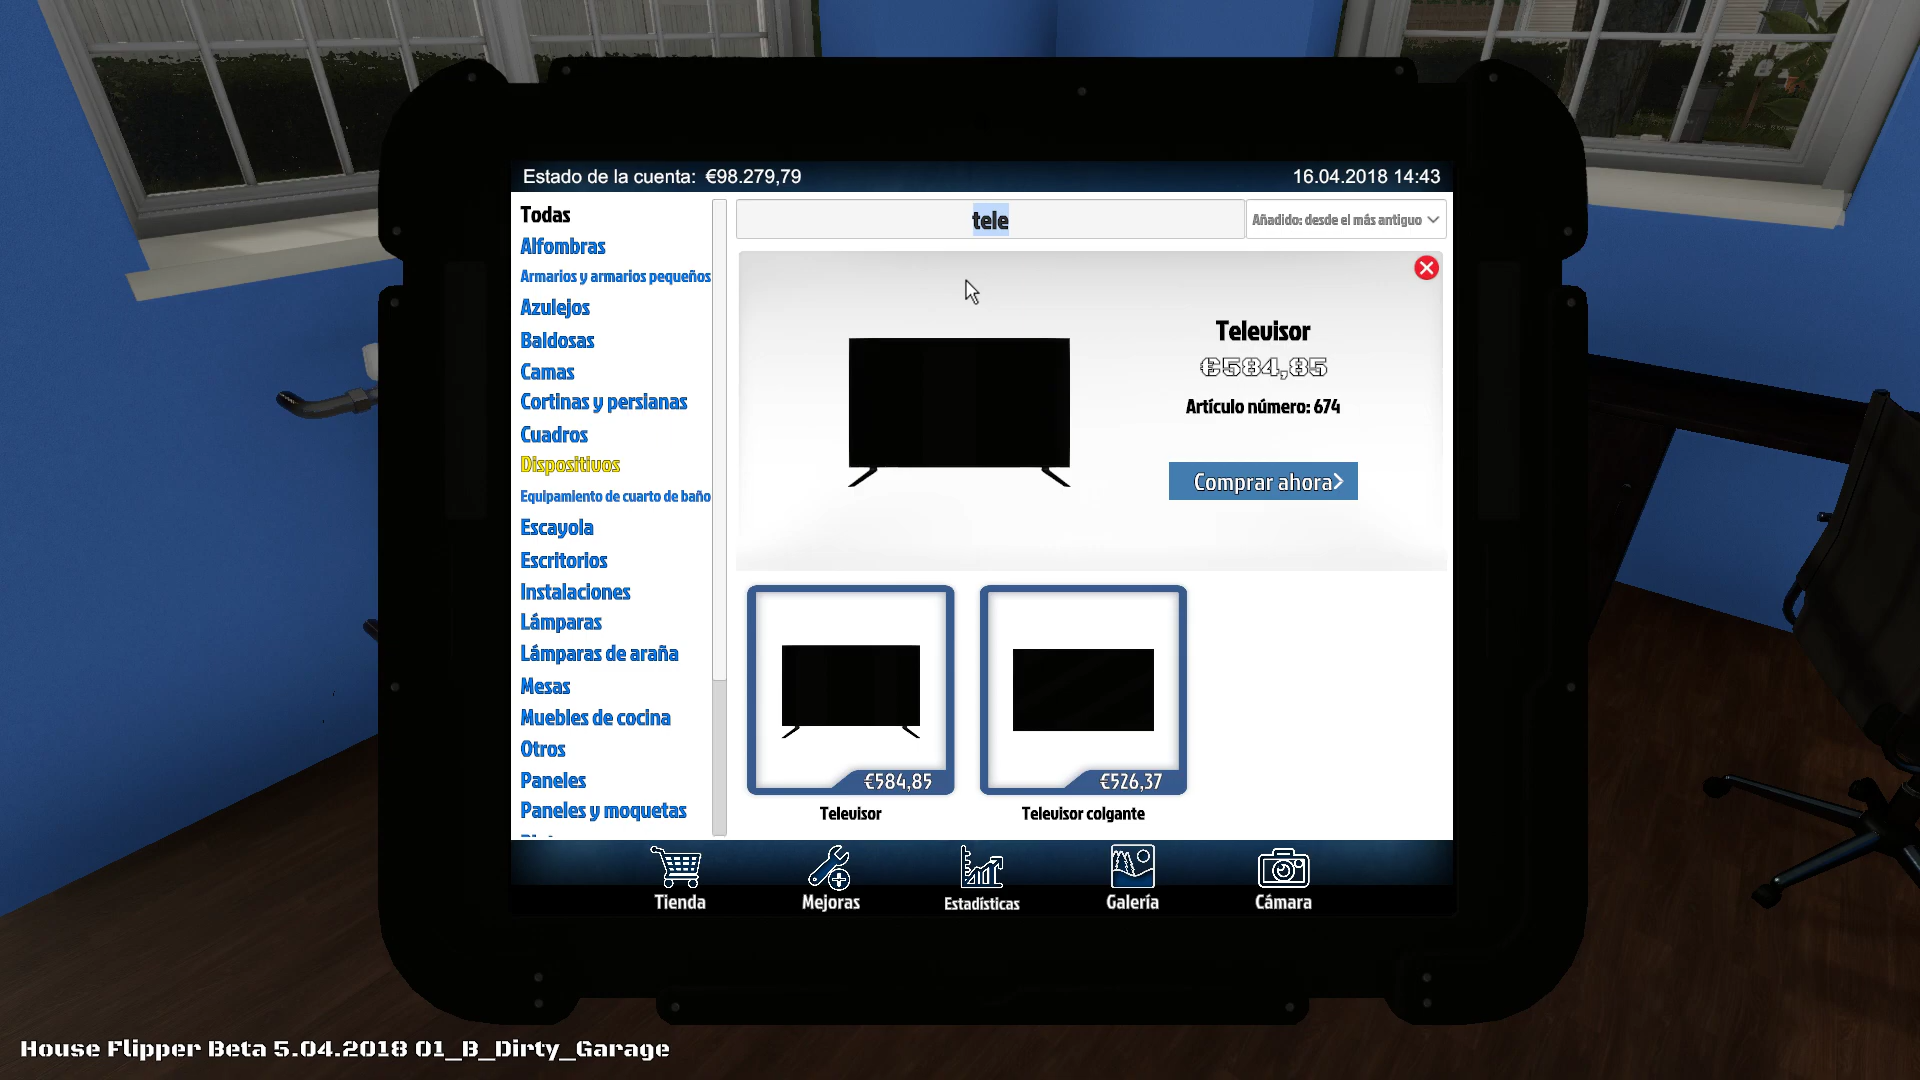 Estado de la cuenta: €98.279,79
16.04.2018 14:43
Todas
Alfombras
Armarios y armarios pequeños
Azulejos
Baldosas
Camas
Cortinas y persianas
Cuadros
Dispositivos
Equipamiento de cuarto de baño
Escayola
Escritorios
Instalaciones
Lámparas
Lámparas de araña
Mesas
Muebles de cocina
Otros
Paneles
Paneles y moquetas
tele
Añadido: desde el más antiguo
Televisor
€584,85
Artículo número: 674
Comprar ahora
€584,85
Televisor
€526,37
Televisor colgante
Tienda
Mejoras
Estadísticas
Galería
Cámara
House Flipper Beta 5.04.2018 01_B_Dirty_Garage